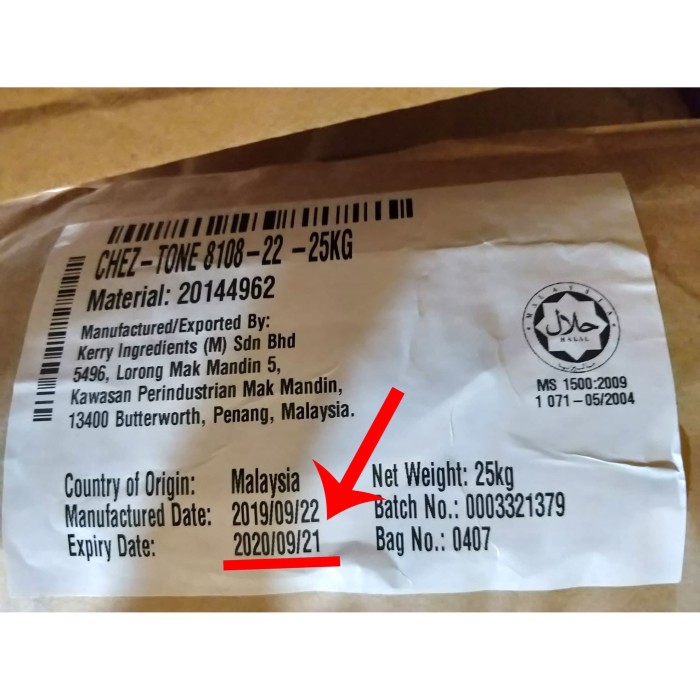 CHEZ-TONE 8108-22 -25KG
Material: 20144962
Manufactured/Exported By:
Kerry Ingredients (M) Sdn Bhd
5496, Lorong Mak Mandin 5,
Kawasan Perindustrian Mak Mandin,
13400 Butterworth, Penang, Malaysia.
MALAYSIA
حلال
HALAL
MS 1500:2009
1 071-05/2004
Country of Origin: Malaysia
Manufactured Date: 2019/09/22
Expiry Date: 2020/09/21
Net Weight: 25kg
Batch No.: 0003321379
Bag No.: 0407